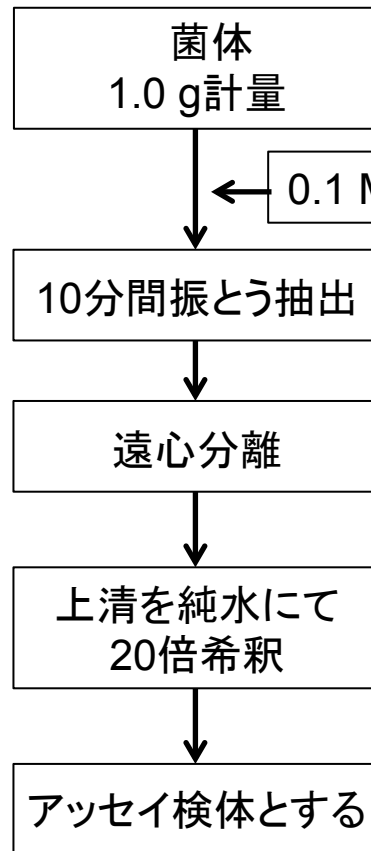 菌体
1.0 g計量
0.1
10分間振とう抽出
遠心分離
上清を純水にて
20倍希釈
アッセイ検体とする